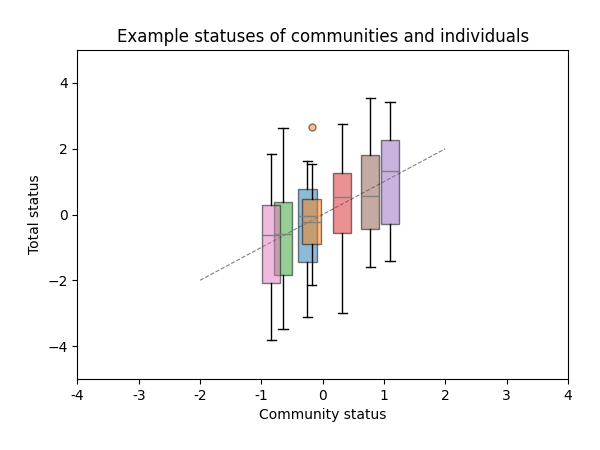 Example statuses of communities and individuals
Total status
4
2
0
−2
−4
-4 -3 -2 -1 0 1 2 3 4
Community status